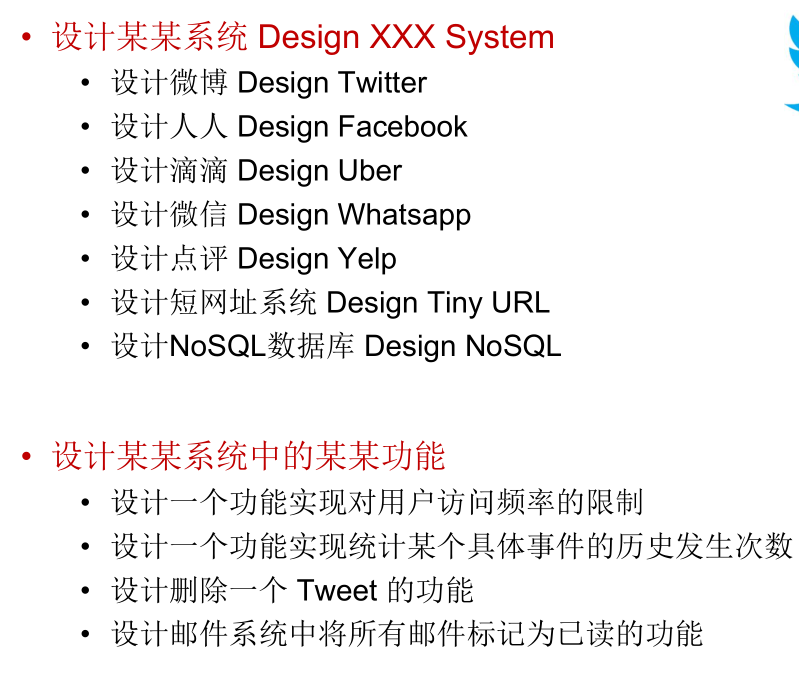 • 设计某某系统 Design XXX System
• 设计微博 Design Twitter
• 设计人人 Design Facebook
• 设计滴滴 Design Uber
• 设计微信 Design Whatsapp
• 设计点评 Design Yelp
• 设计短网址系统 Design Tiny URL
• 设计NoSQL数据库 Design NoSQL
• 设计某某系统中的某某功能
• 设计一个功能实现对用户访问频率的限制
• 设计一个功能实现统计某个具体事件的历史发生次数
• 设计删除一个 Tweet 的功能
• 设计邮件系统中将所有邮件标记为已读的功能